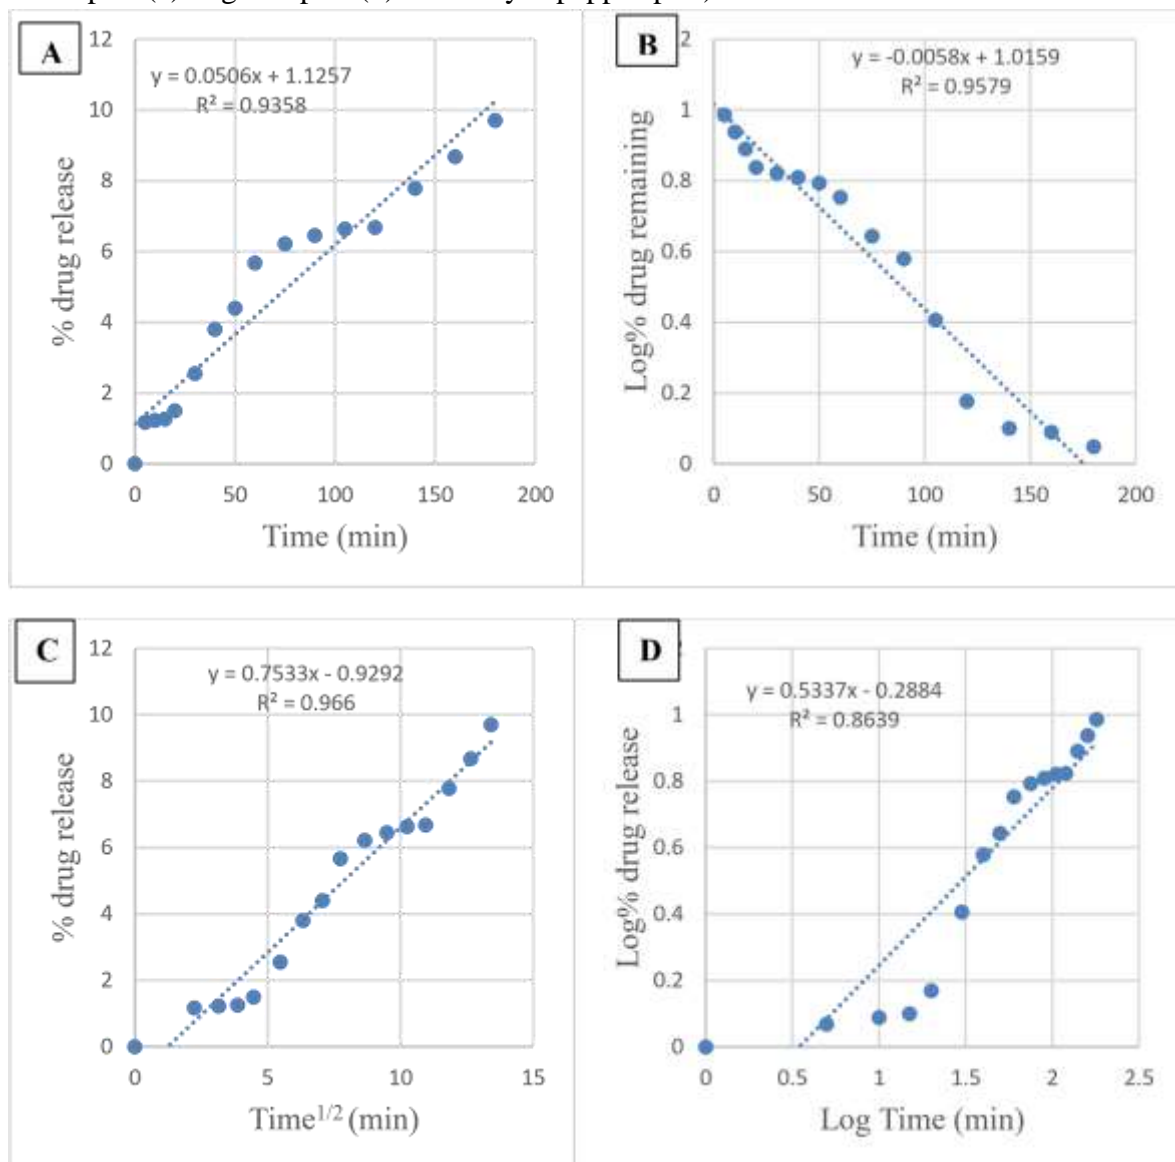 A
12
10
8
6
4
2
0
% drug release
y = 0.0506x + 1.1257
R² = 0.9358
0 50 100 150 200
Time (min)
B
2
1
0.8
0.6
0.4
0.2
0
Log% drug remaining
y = -0.0058x + 1.0159
R² = 0.9579
0 50 100 150 200
Time (min)
C
12
10
8
6
4
2
0
% drug release
y = 0.7533x - 0.9292
R² = 0.966
0 5 10 15
Time1/2 (min)
D
1
0.8
0.6
0.4
0.2
0
Log% drug release
y = 0.5337x - 0.2884
R² = 0.8639
0 0.5 1 1.5 2 2.5
Log Time (min)